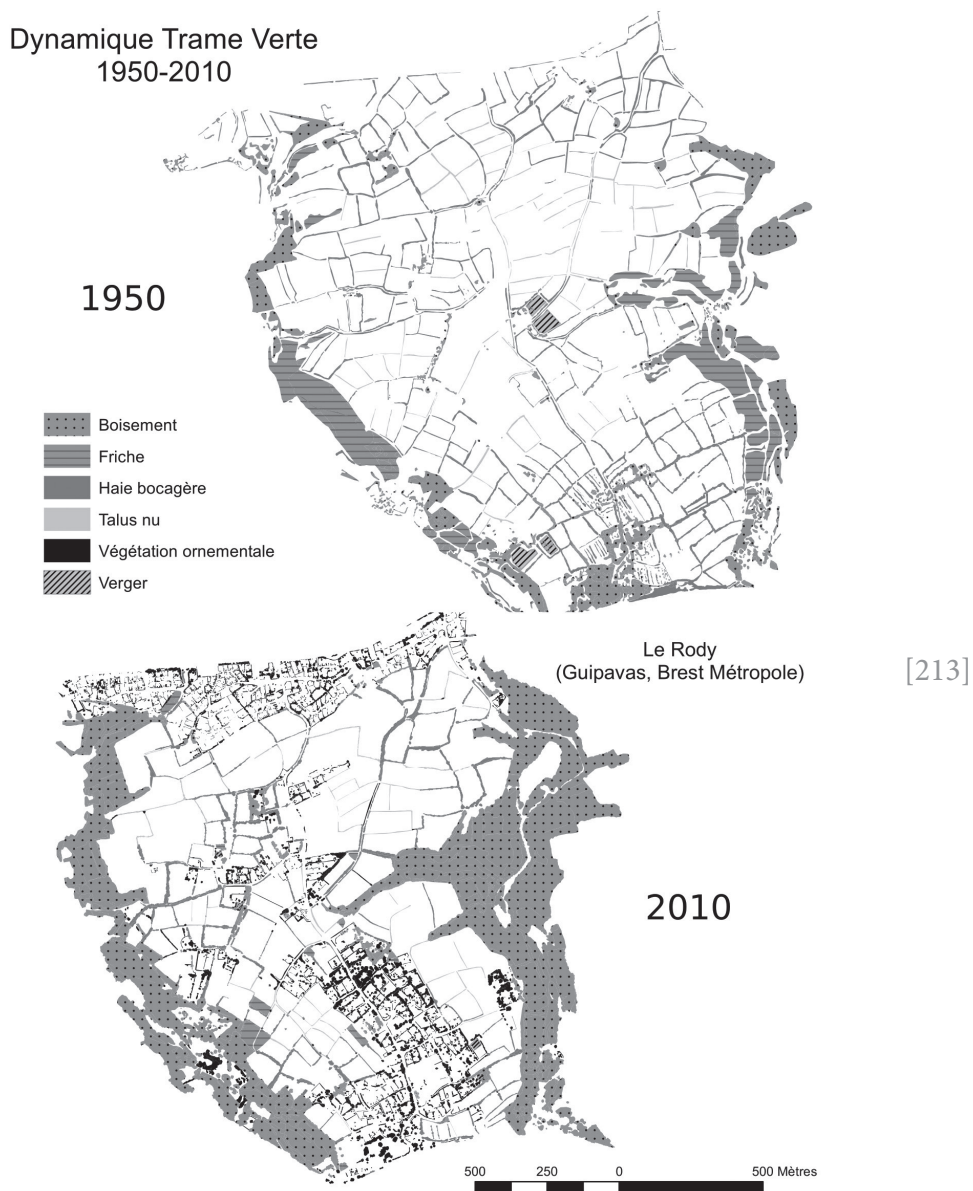 Dynamique Trame Verte
1950-2010
1950
Boisement
Friche
Haie bocagère
Talus nu
Végétation ornementale
Verger
Le Rody
(Guipavas, Brest Métropole)
[213]
2010
500 250 0 500 Mètres